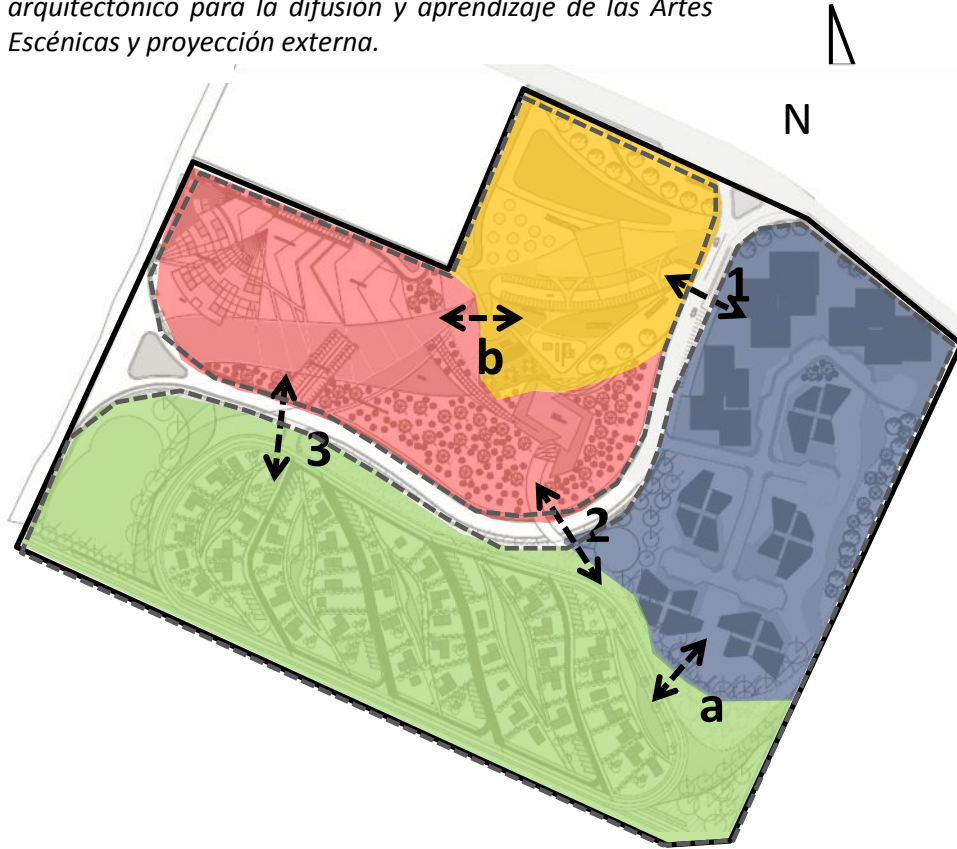 arquitectónico para la difusión y aprendizaje de las Artes
Escénicas y proyección externa.
N
1
b
3
2
a